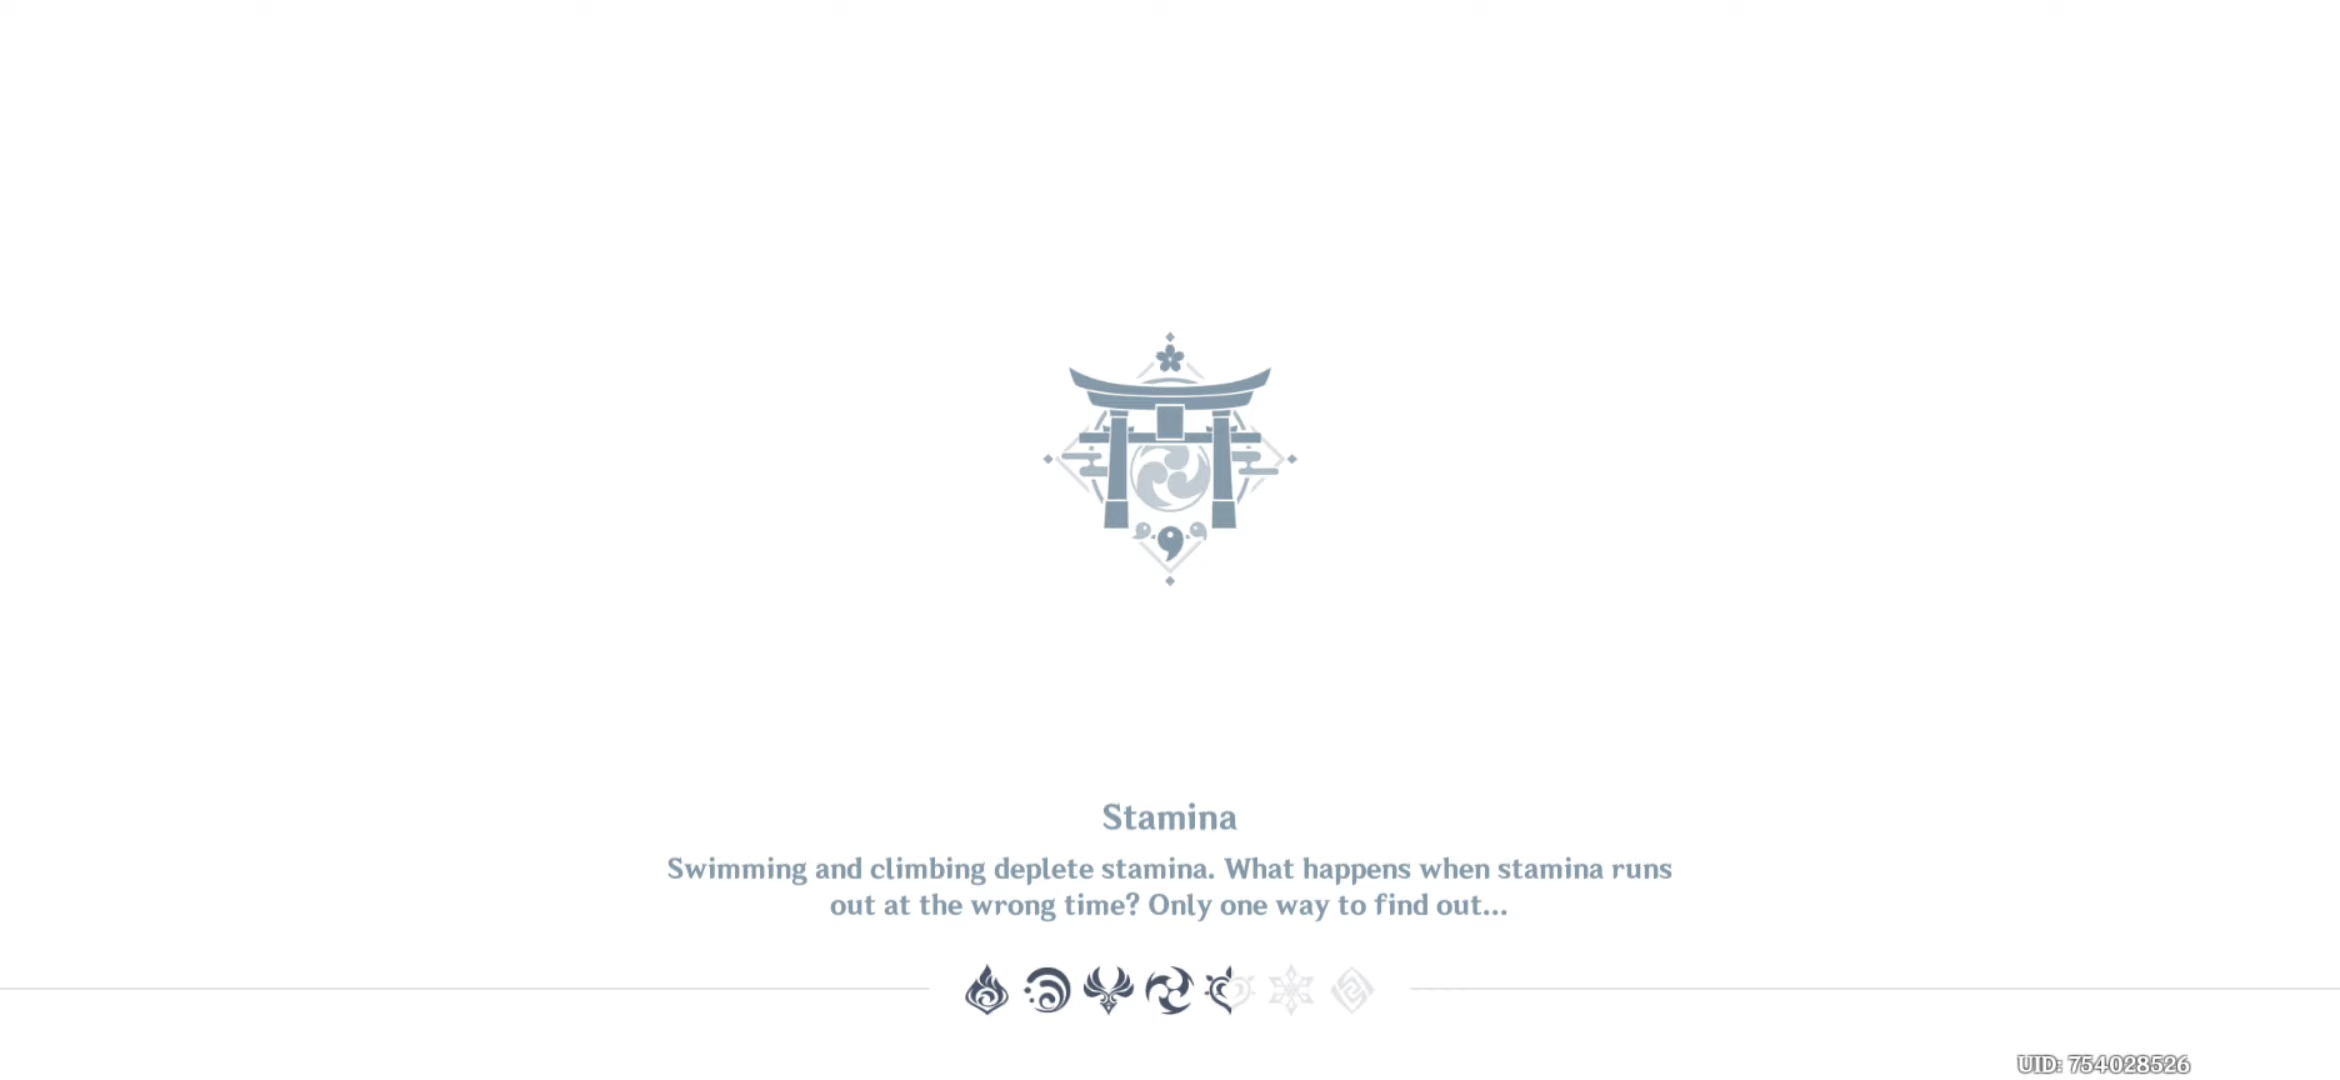 Stamina
Swimming and climbing deplete stamina. What happens when stamina runs
out at the wrong time? Only one way to find out...
UID: 754028526